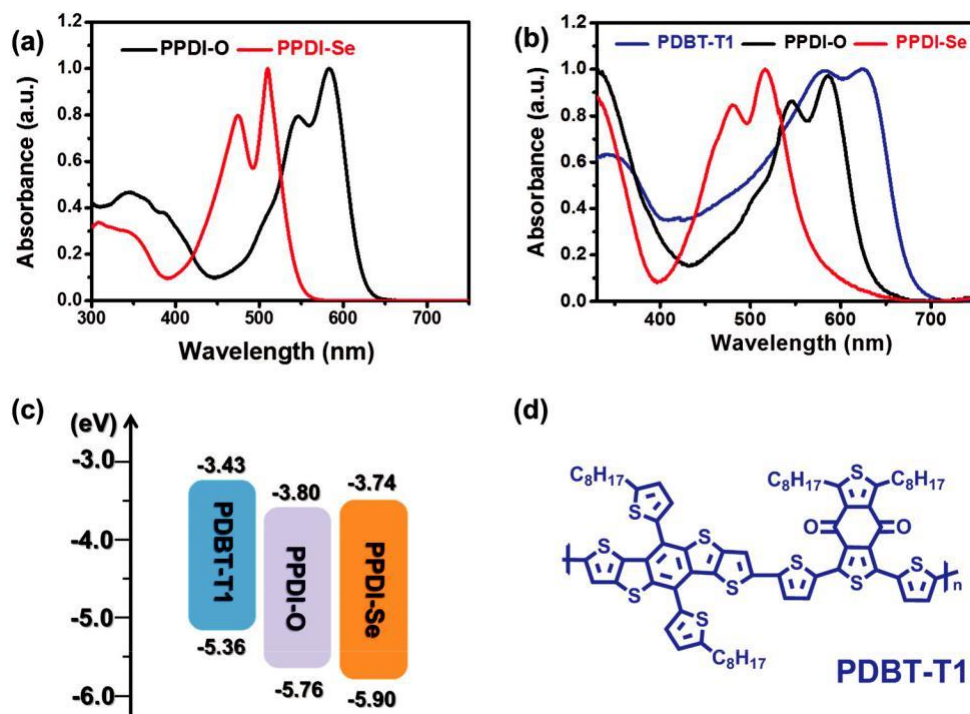 (a)
1.2
1.0
0.8
0.6
0.4
0.2
0.0
Absorbance (a.u.)
PPDI-O PPDI-Se
300 400 500 600 700
Wavelength (nm)
(b)
1.2
1.0
0.8
0.6
0.4
0.2
0.0
Absorbance (a.u.)
PDBT-T1 PPDI-O PPDI-Se
400 500 600 700
Wavelength (nm)
(c)
(eV)
-3.0
-4.0
-5.0
-6.0
-3.43
PDBT-T1
-5.36
-3.80
PPDI-O
-5.76
-3.74
PPDI-Se
-5.90
(d)
C8H17
S
C8H17 S C8H17
O O
S S
S S
S S S S
n
S
C8H17
PDBT-T1